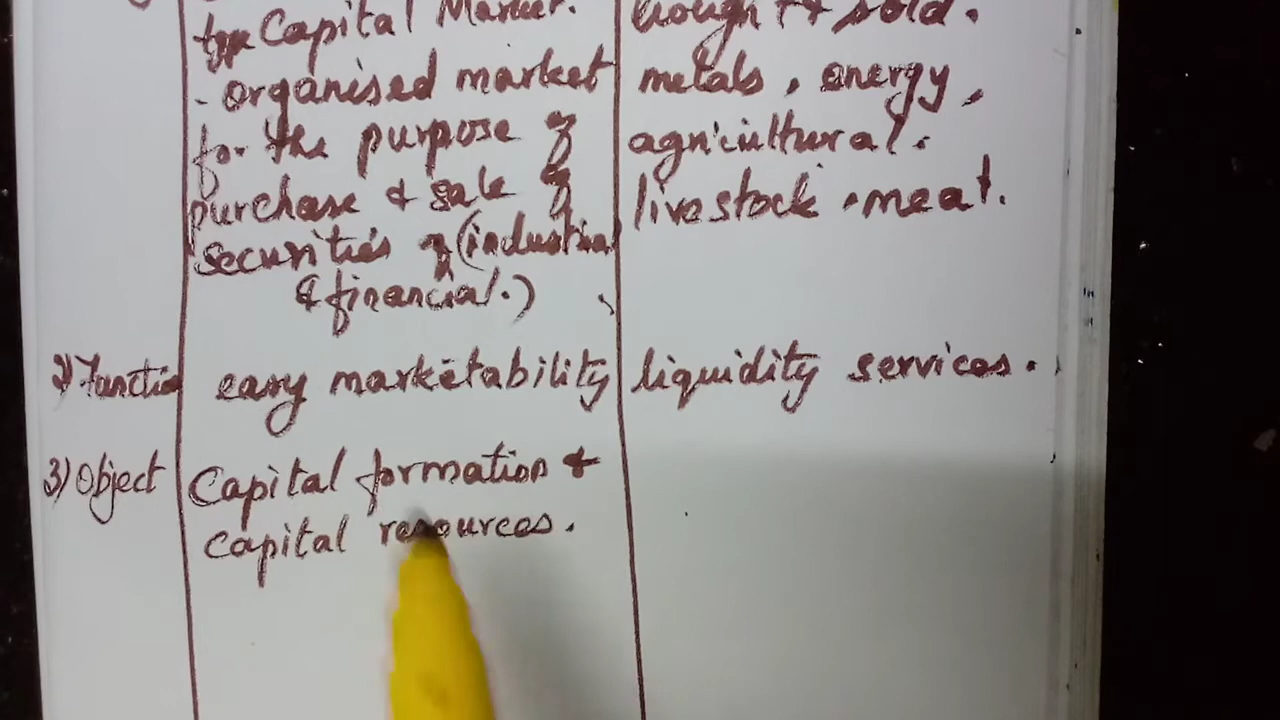 Capital Market.
bought & sold.
- organised market
metals, energy,
for the purpose of
agricultural.
purchase & sale of
livestock, meat.
securities of (industrial
& financial.)
2) Functio easy marketability liquidity services.
3) Object Capital formation &
capital resources.